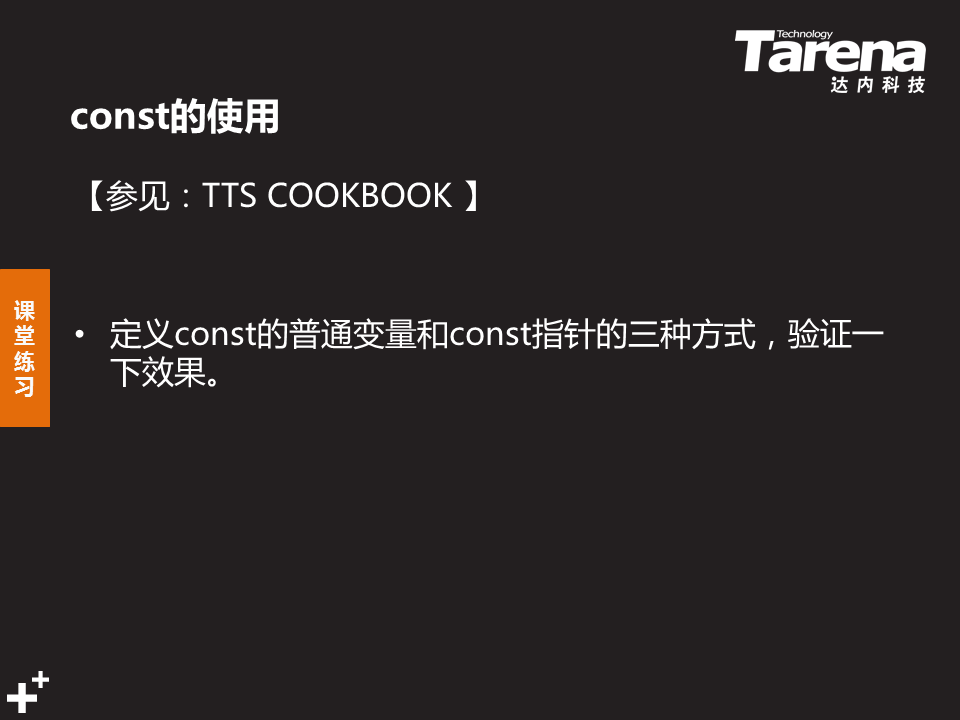 Technology
Tarena
达内科技
const的使用
【参见：TTS COOKBOOK 】
课堂练习
• 定义const的普通变量和const指针的三种方式，验证一
下效果。